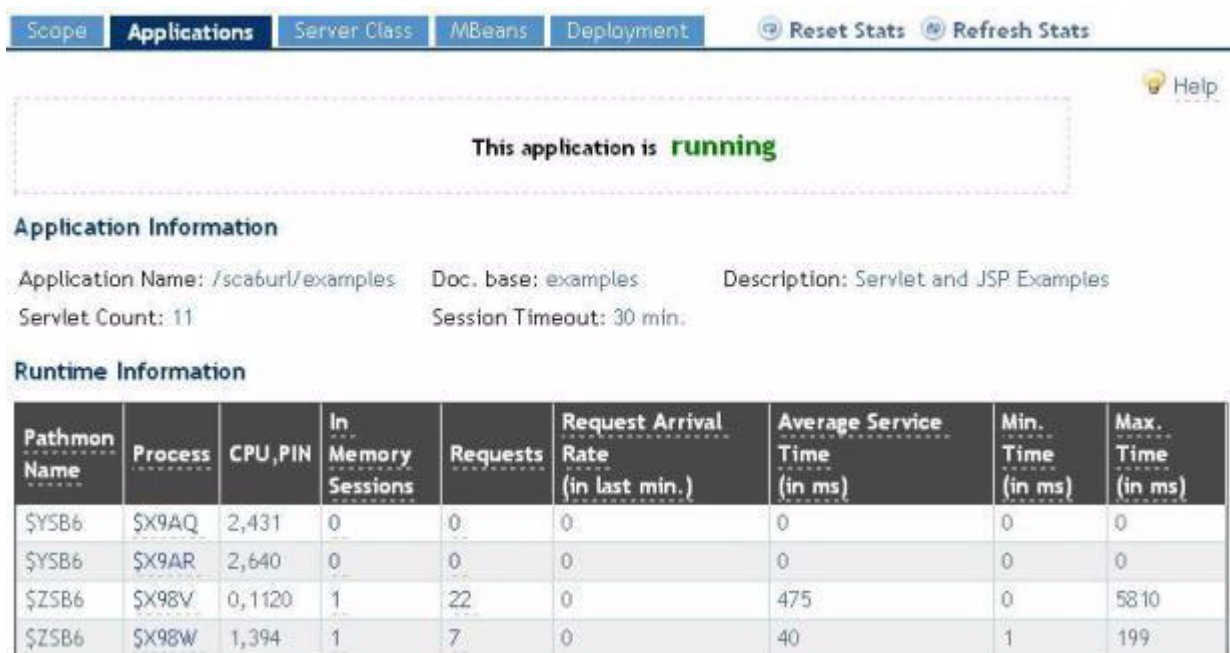 Scope Applications Server Class MBeans Deployment Reset Stats Refresh Stats
Help
This application is running
Application Information
Application Name: /sca6url/examples Doc. base: examples Description: Servlet and JSP Examples
Servlet Count: 11 Session Timeout: 30 min.
Runtime Information
Pathmon Name Process CPU,PIN In Memory Sessions Requests Request Arrival Rate (in last min.) Average Service Time (in ms) Min. Time (in ms) Max. Time (in ms)
$YSB6 $X9AQ 2,431 0 0 0 0 0 0
$YSB6 $X9AR 2,640 0 0 0 0 0 0
$ZSB6 $X98V 0,1120 1 22 0 475 0 5810
$ZSB6 $X98W 1,394 1 7 0 40 1 199